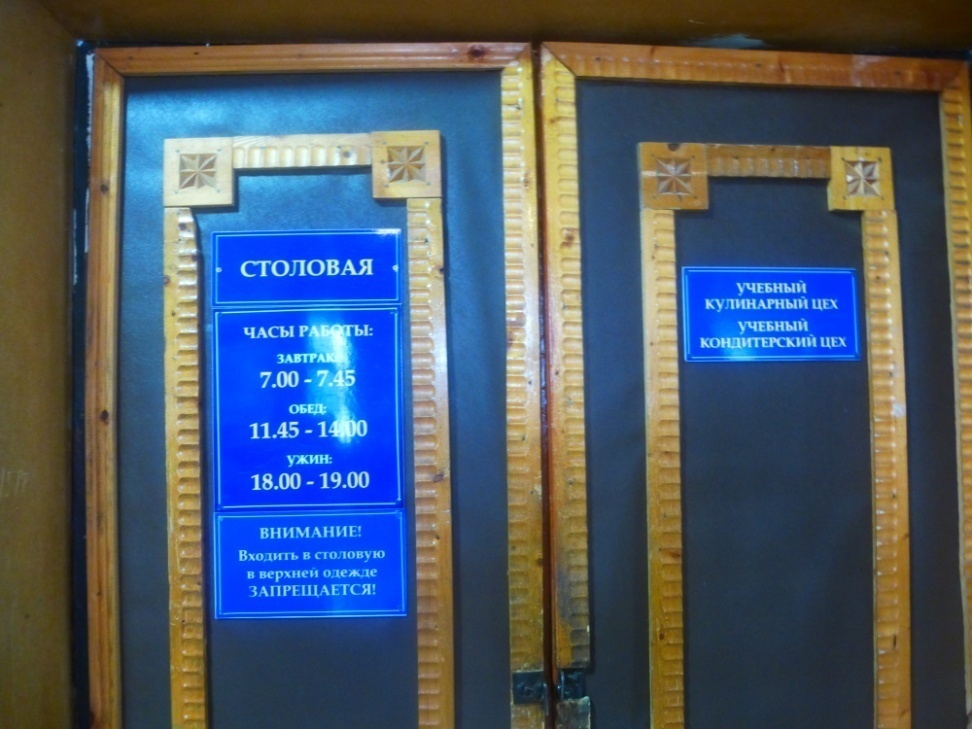 СТОЛОВАЯ
ЧАСЫ РАБОТЫ:
ЗАВТРАК:
7.00 - 7.45
ОБЕД:
11.45 - 14.00
УЖИН:
18.00 - 19.00
ВНИМАНИЕ!
Входить в столовую
в верхней одежде
ЗАПРЕЩАЕТСЯ!
УЧЕБНЫЙ
КУЛИНАРНЫЙ ЦЕХ
УЧЕБНЫЙ
КОНДИТЕРСКИЙ ЦЕХ